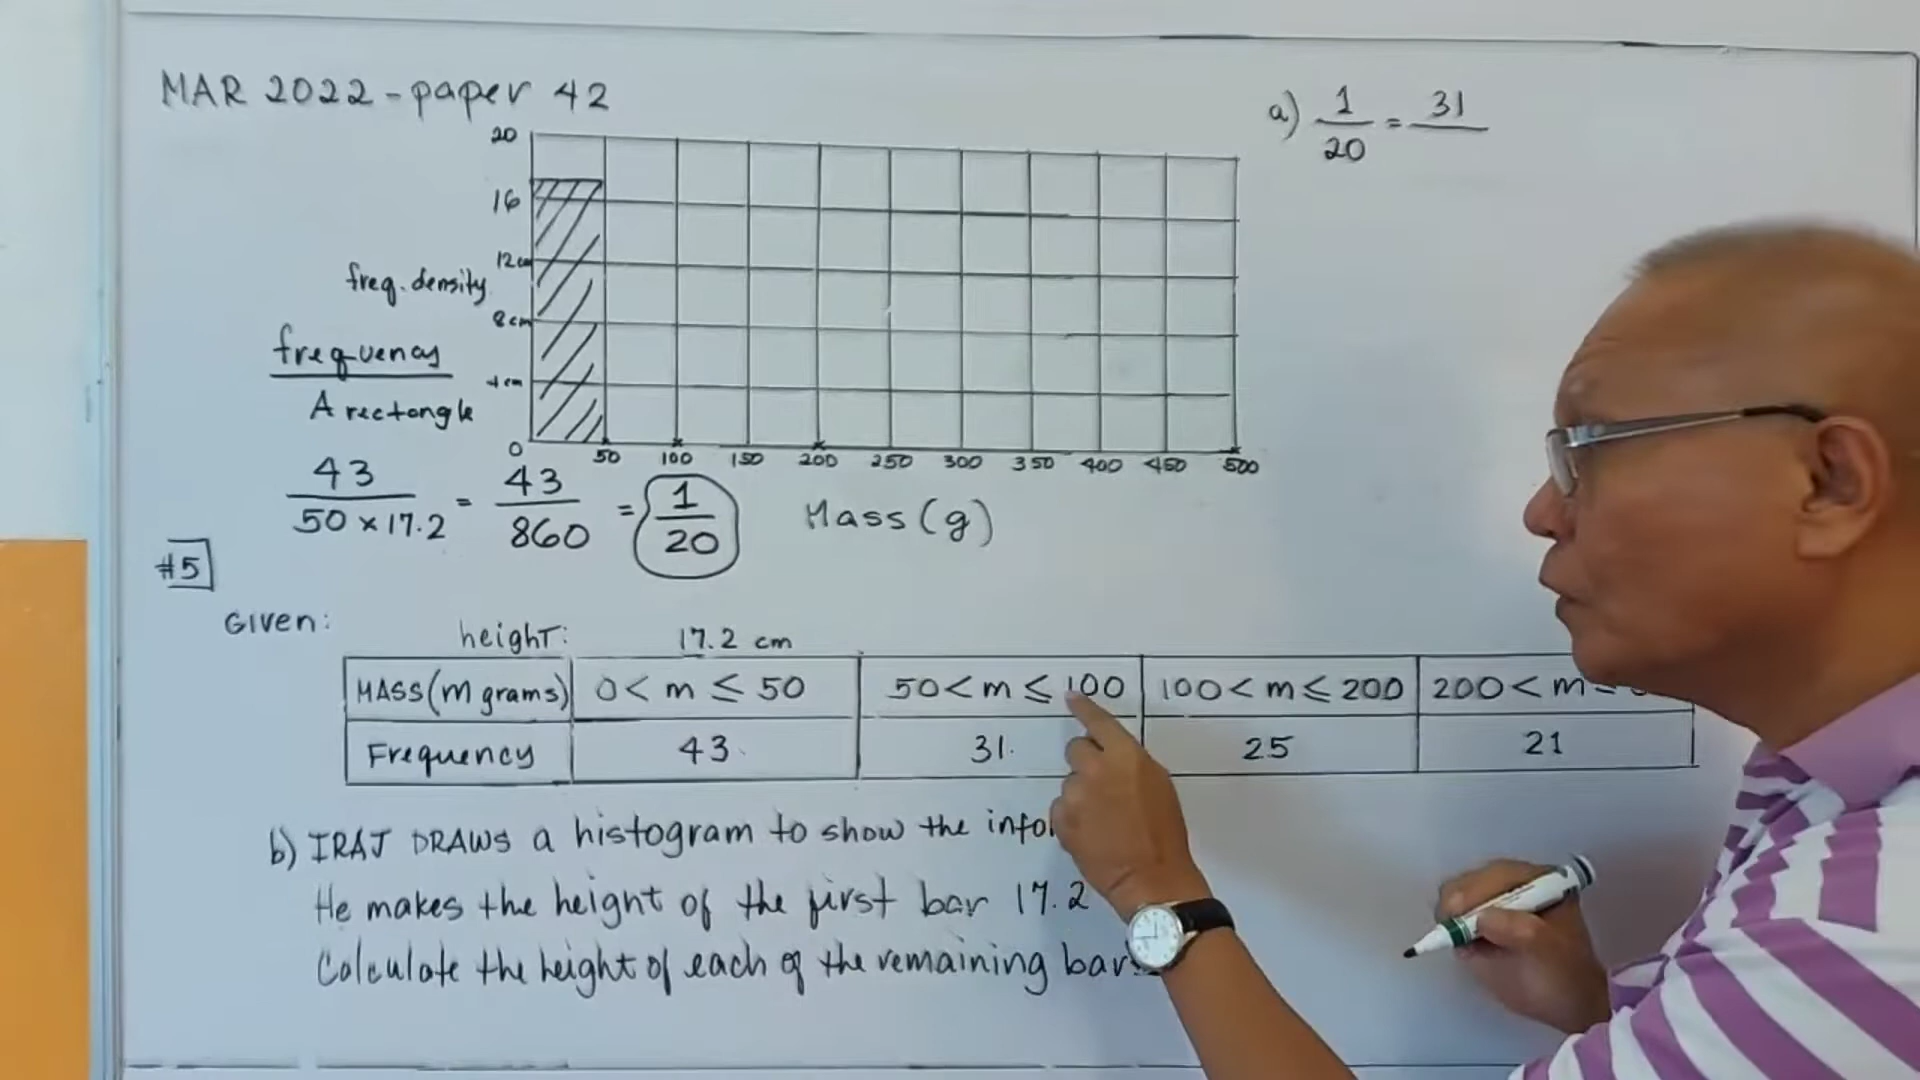 MAR 2022 - paper 42
a) 1/20 = 31/
20
16
12cm
freq. density
8cm
frequency
4cm
A rectangle
0
50 100 150 200 250 300 350 400 450 500
43/(50 × 17.2) = 43/860 = 1/20
Mass (g)
#5
Given:
height: 17.2 cm
MASS (m grams) 0 < m ≤ 50 50 < m ≤ 100 100 < m ≤ 200 200 < m
Frequency 43 31 25 21
b) IRAJ DRAWS a histogram to show the
He makes the height of the first bar 17.2
Calculate the height of each of the remaining